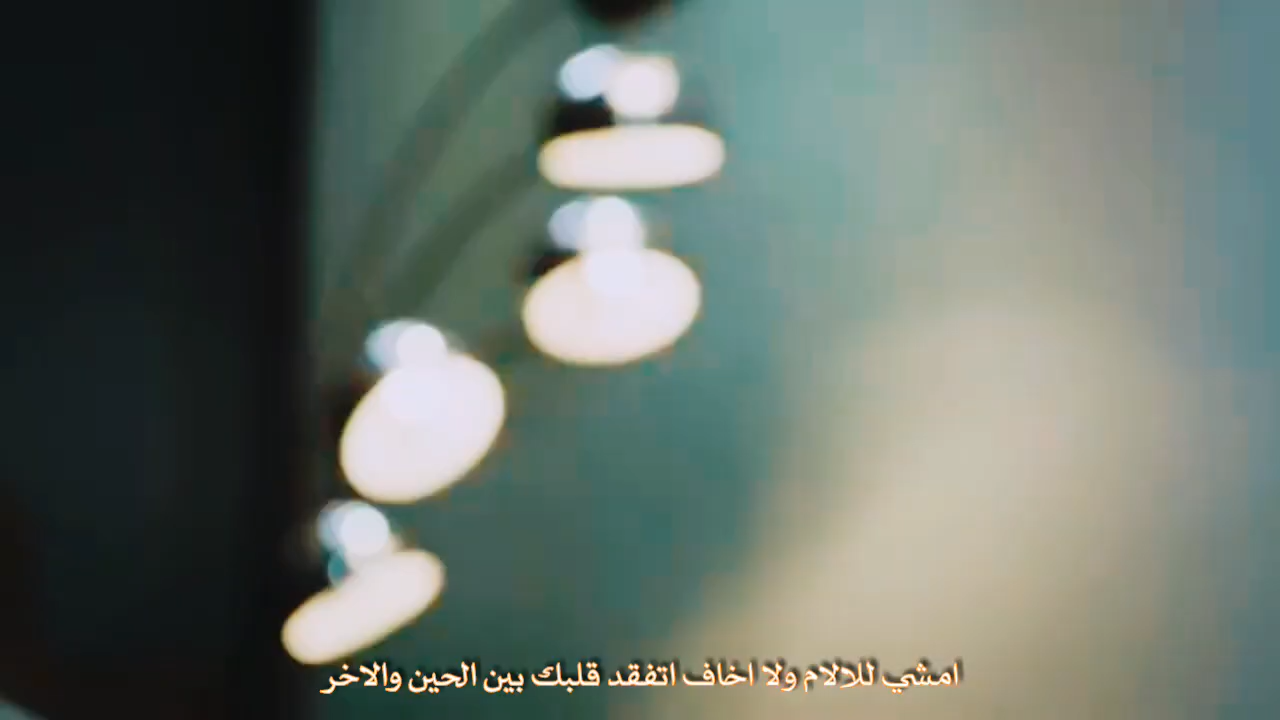 امشي للالام ولا اخاف اتفقد قلبك بين الحين والاخر